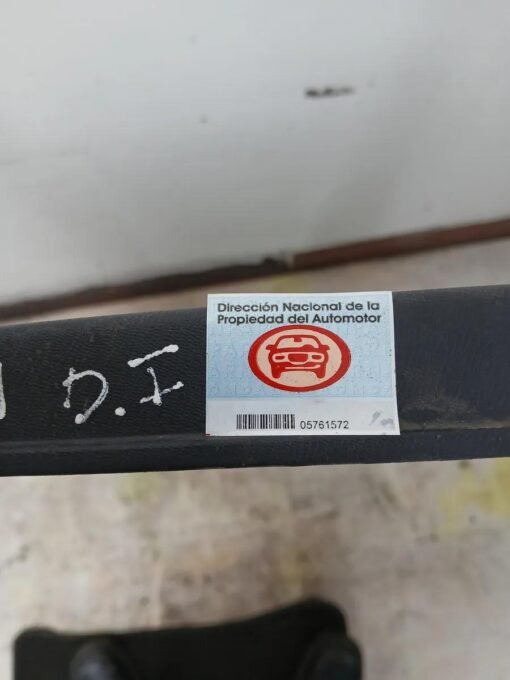 Dirección Nacional de la
Propiedad del Automotor
05761572
D.I